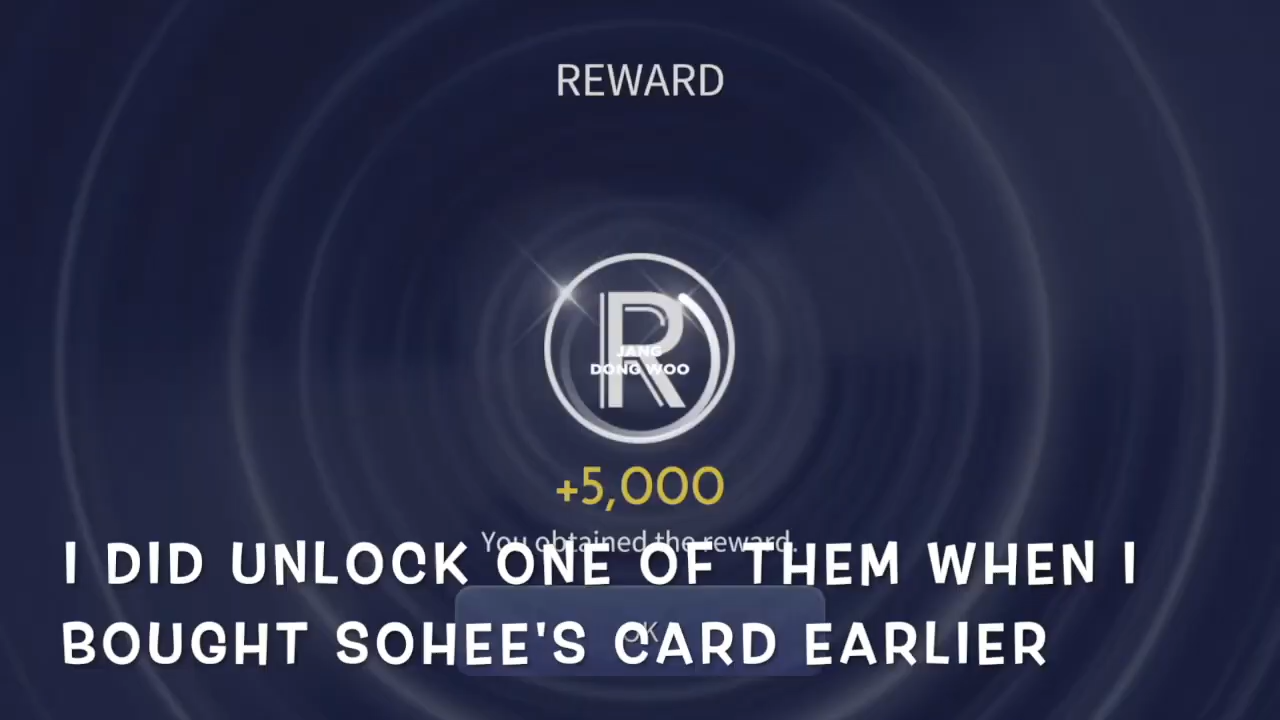 REWARD
R
JANG
DONG WOO
+5,000
You obtained the reward.
I DID UNLOCK ONE OF THEM WHEN I
OK
BOUGHT SOHEE'S CARD EARLIER